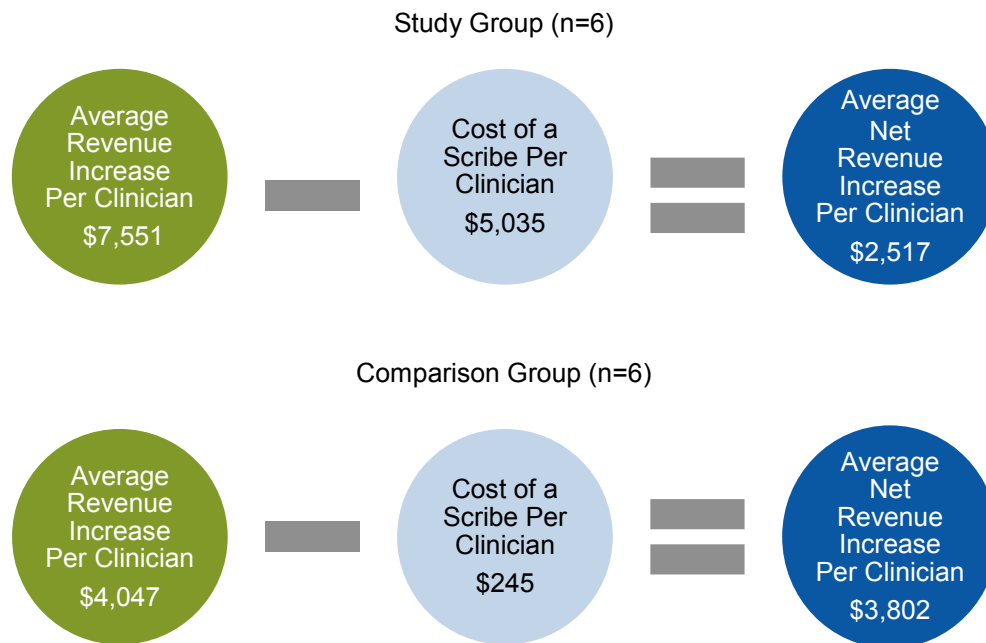 Study Group (n=6)
Average
Revenue
Increase
Per Clinician
$7,551
Cost of a
Scribe Per
Clinician
$5,035
Average
Net
Revenue
Increase
Per Clinician
$2,517
Comparison Group (n=6)
Average
Revenue
Increase
Per Clinician
$4,047
Cost of a
Scribe Per
Clinician
$245
Average
Net
Revenue
Increase
Per Clinician
$3,802